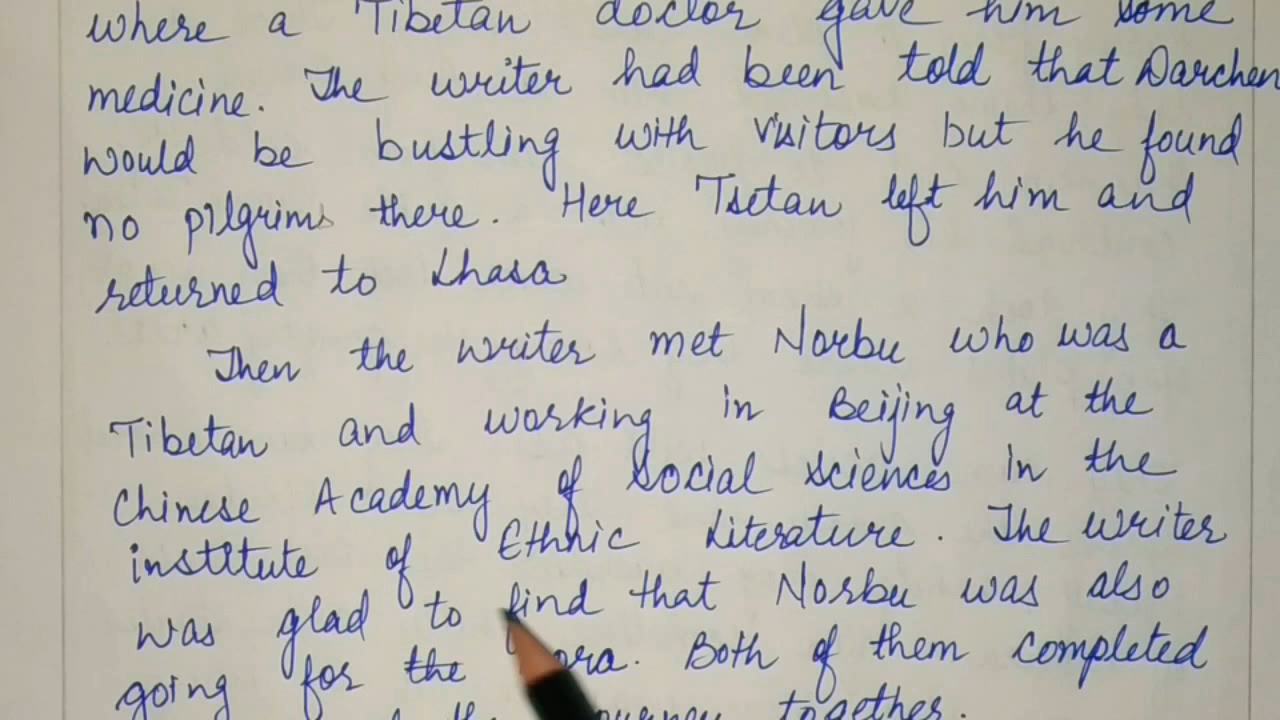 where a Tibetan doctor gave him some
medicine. The writer had been told that Darchen
would be bustling with visitors but he found
no pilgrims there. Here Tsetan left him and
returned to Lhasa
Then the writer met Norbu who was a
Tibetan and working in Beijing at the
Chinese Academy of Social Sciences in the
institute of Ethnic Literature. The writer
was glad to find that Norbu was also
going for the ora. Both of them completed
together.